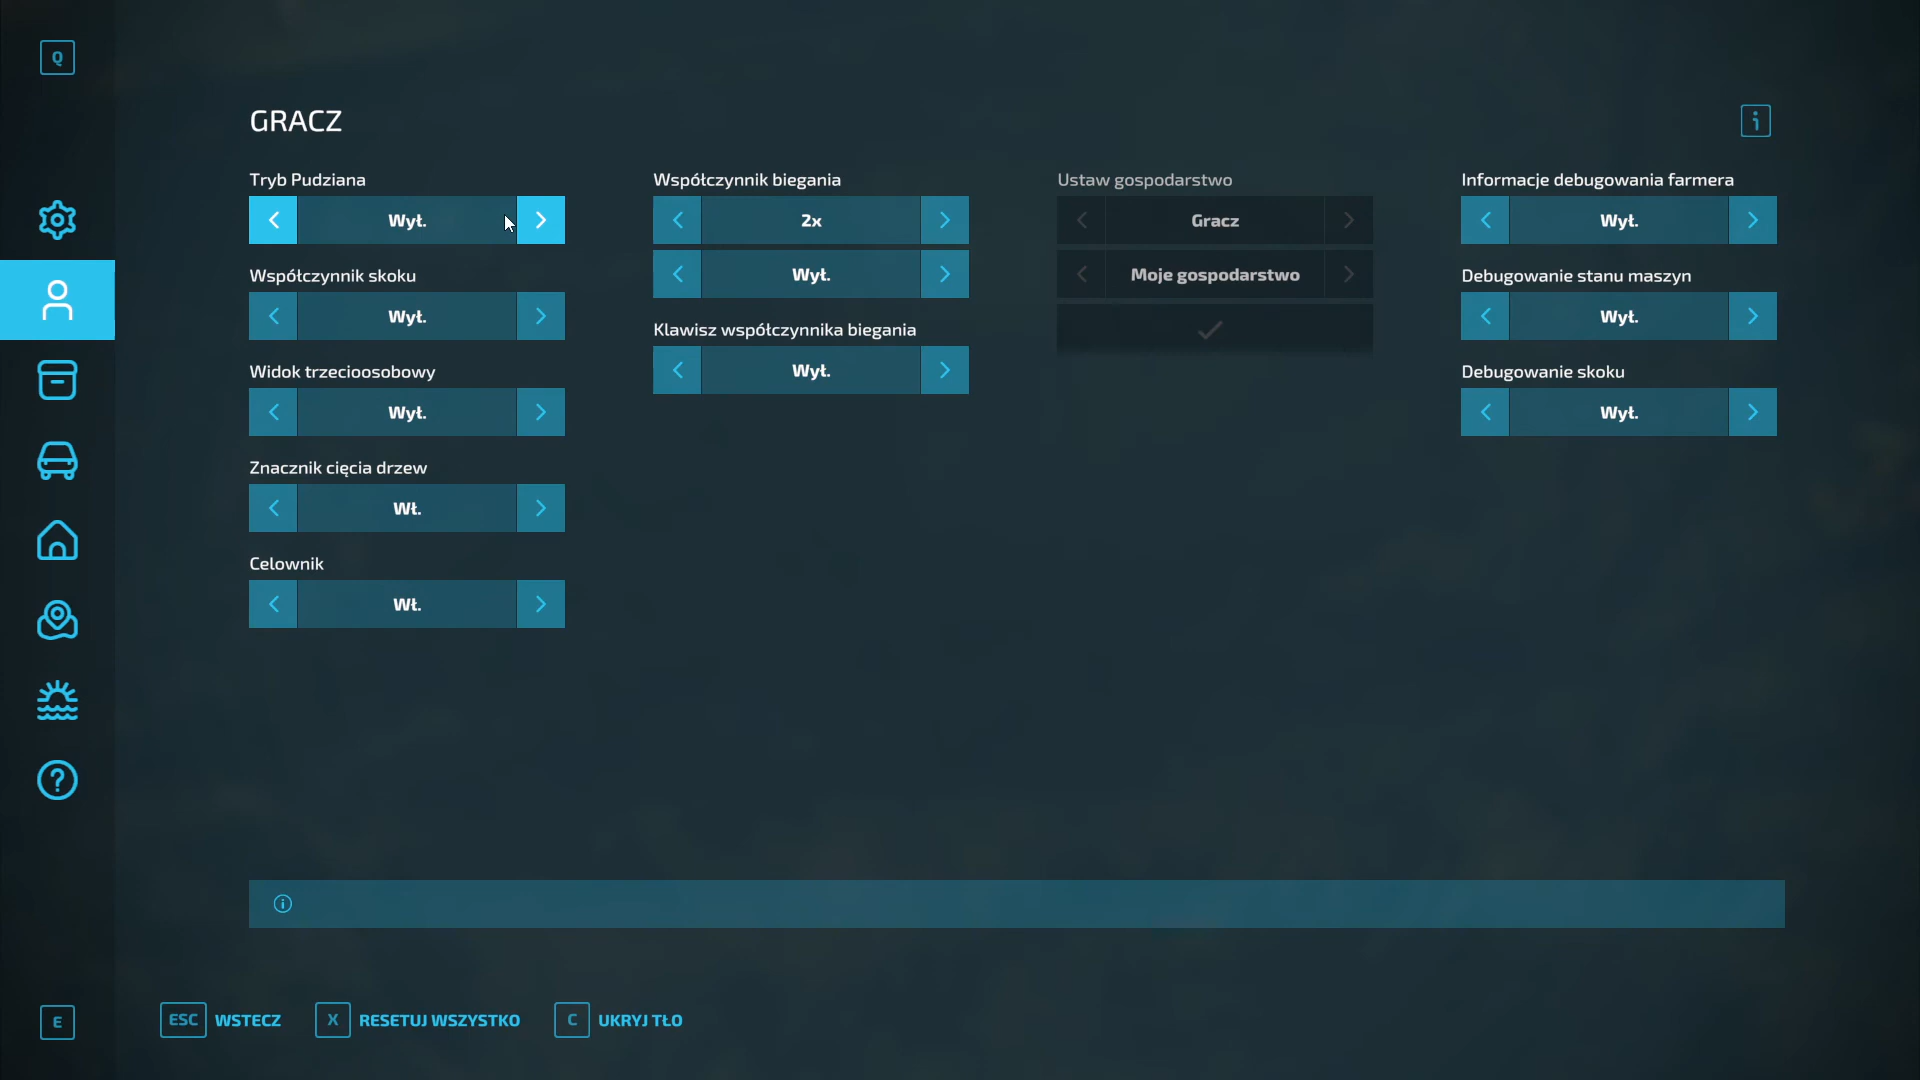 Q
GRACZ
Tryb Pudziana
Wył.
Współczynnik skoku
Wył.
Widok trzecioosobowy
Wył.
Znacznik cięcia drzew
Wł.
Celownik
Wł.
Współczynnik biegania
2x
Wył.
Klawisz współczynnika biegania
Wył.
Ustaw gospodarstwo
Gracz
Moje gospodarstwo
Informacje debugowania farmera
Wył.
Debugowanie stanu maszyn
Wył.
Debugowanie skoku
Wył.
E
ESC WSTECZ X RESETUJ WSZYSTKO C UKRYJ TŁO